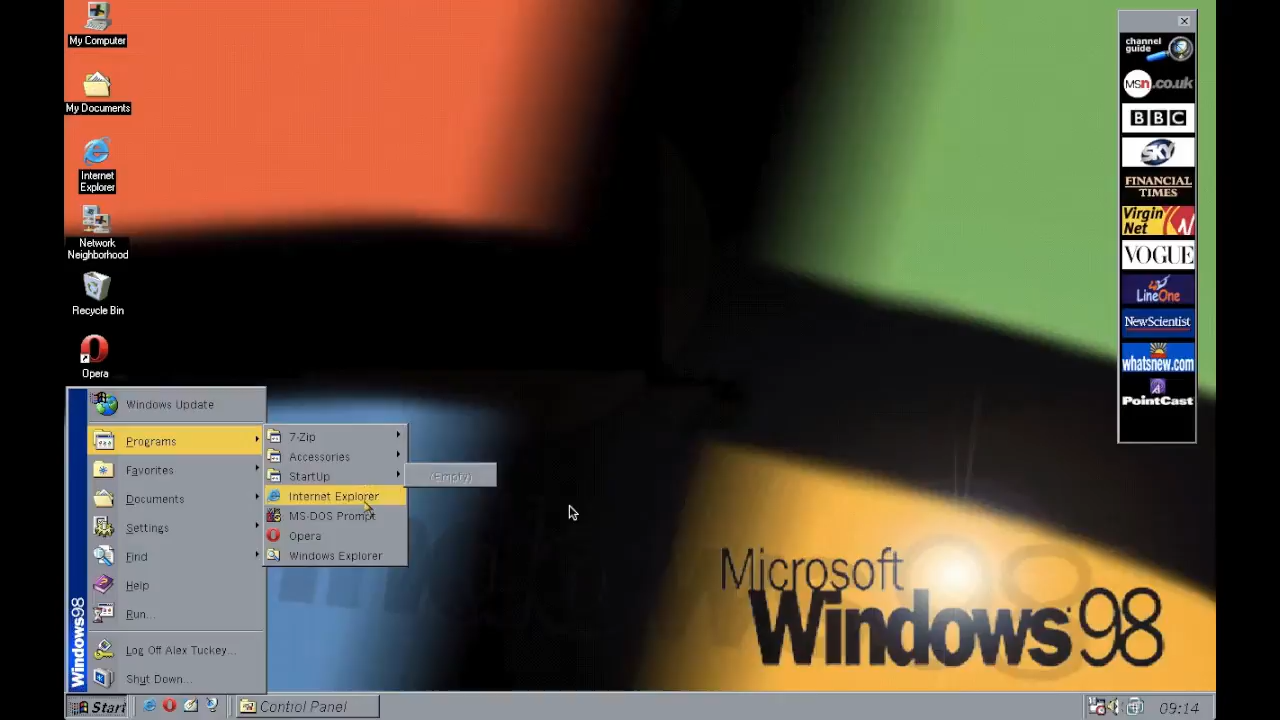 My Computer
My Documents
Internet
Explorer
Network
Neighborhood
Recycle Bin
Opera
Windows Update
Programs
Favorites
Documents
Settings
Find
Help
Run...
Log Off Alex Tuckey...
Shut Down...
Windows98
7-Zip
Accessories
StartUp
Internet Explorer
MS-DOS Prompt
Opera
Windows Explorer
(Empty)
channel
guide
msn.co.uk
BBC
SKY
FINANCIAL
TIMES
Virgin
Net
VOGUE
LineOne
NewScientist
whatsnew.com
PointCast
Microsoft
Windows 98
Start
Control Panel
09:14